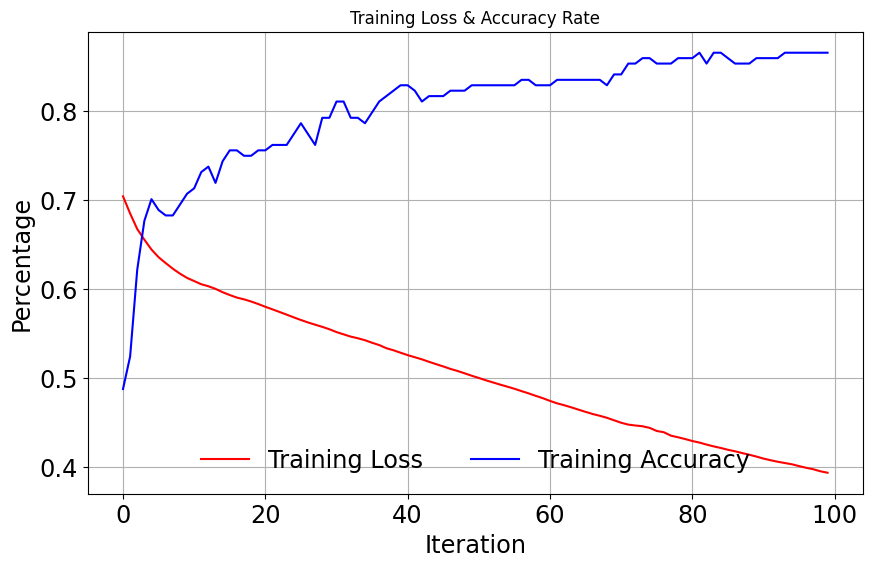 Training Loss & Accuracy Rate
Percentage
0.8
0.7
0.6
0.5
0.4
Training Loss Training Accuracy
0 20 40 60 80 100
Iteration